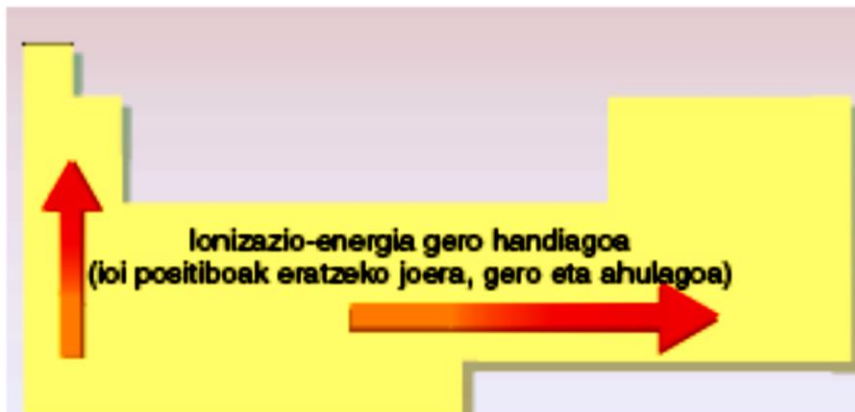 Ionizazio-energia gero handiagoa
(ioi positiboak eratzeko joera, gero eta ahulagoa)